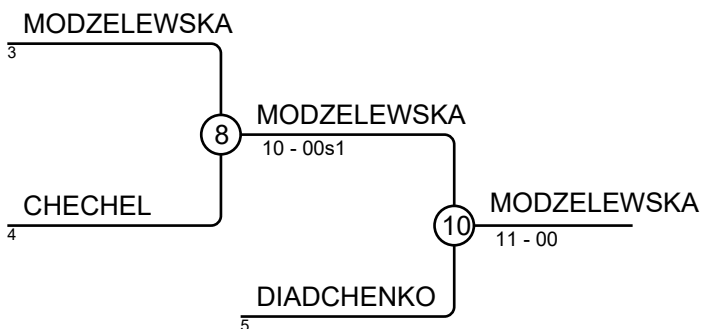 MODZELEWSKA
3
MODZELEWSKA
8
10 - 00s1
CHECHEL
4
MODZELEWSKA
10
11 - 00
DIADCHENKO
5